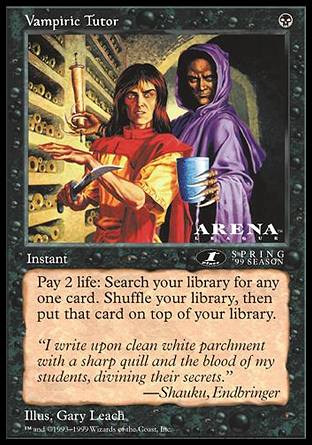 Vampiric Tutor
ARENA™
LEAGUE
Instant
SPRING
'99 SEASON
Pay 2 life: Search your library for any
one card. Shuffle your library, then
put that card on top of your library.
“I write upon clean white parchment
with a sharp quill and the blood of my
students, divining their secrets.”
—Shauku, Endbringer
Illus. Gary Leach
™ and ©1993–1999 Wizards of the Coast, Inc.